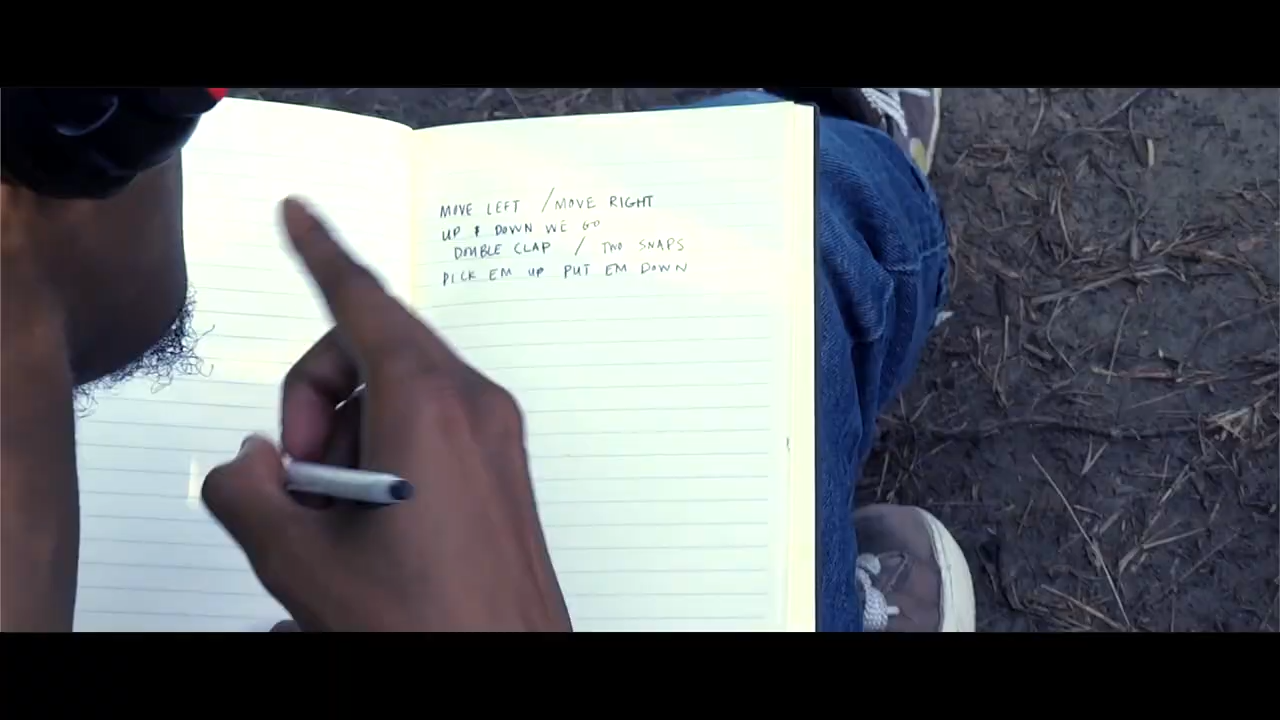 MOVE LEFT / MOVE RIGHT
UP & DOWN WE GO
DOUBLE CLAP / TWO SNAPS
PICK EM UP PUT EM DOWN